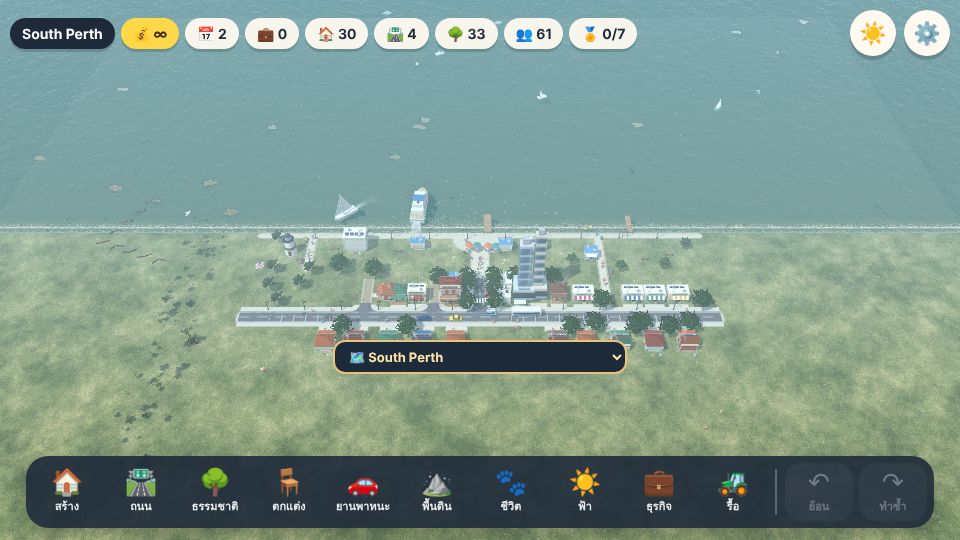 South Perth
∞
2
0
30
4
33
61
0/7
South Perth
สร้าง
ถนน
ธรรมชาติ
ตกแต่ง
ยานพาหนะ
พื้นดิน
ชีวิต
ฟ้า
ธุรกิจ
รื้อ
ย้อน
ทำซ้ำ